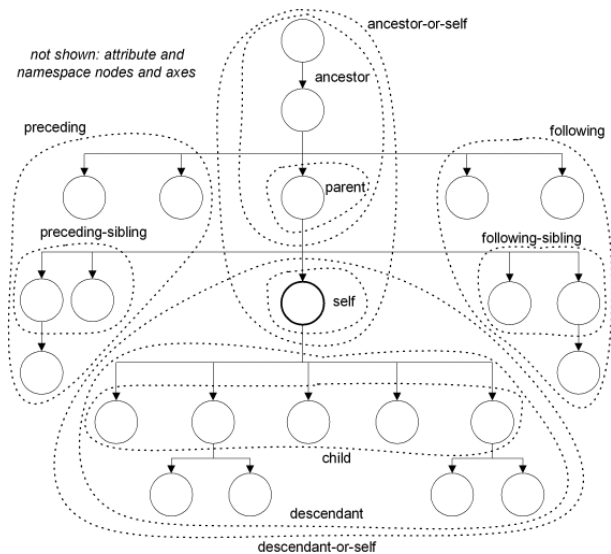 ancestor-or-self
not shown: attribute and
namespace nodes and axes
ancestor
preceding
following
parent
preceding-sibling
following-sibling
self
child
descendant
descendant-or-self